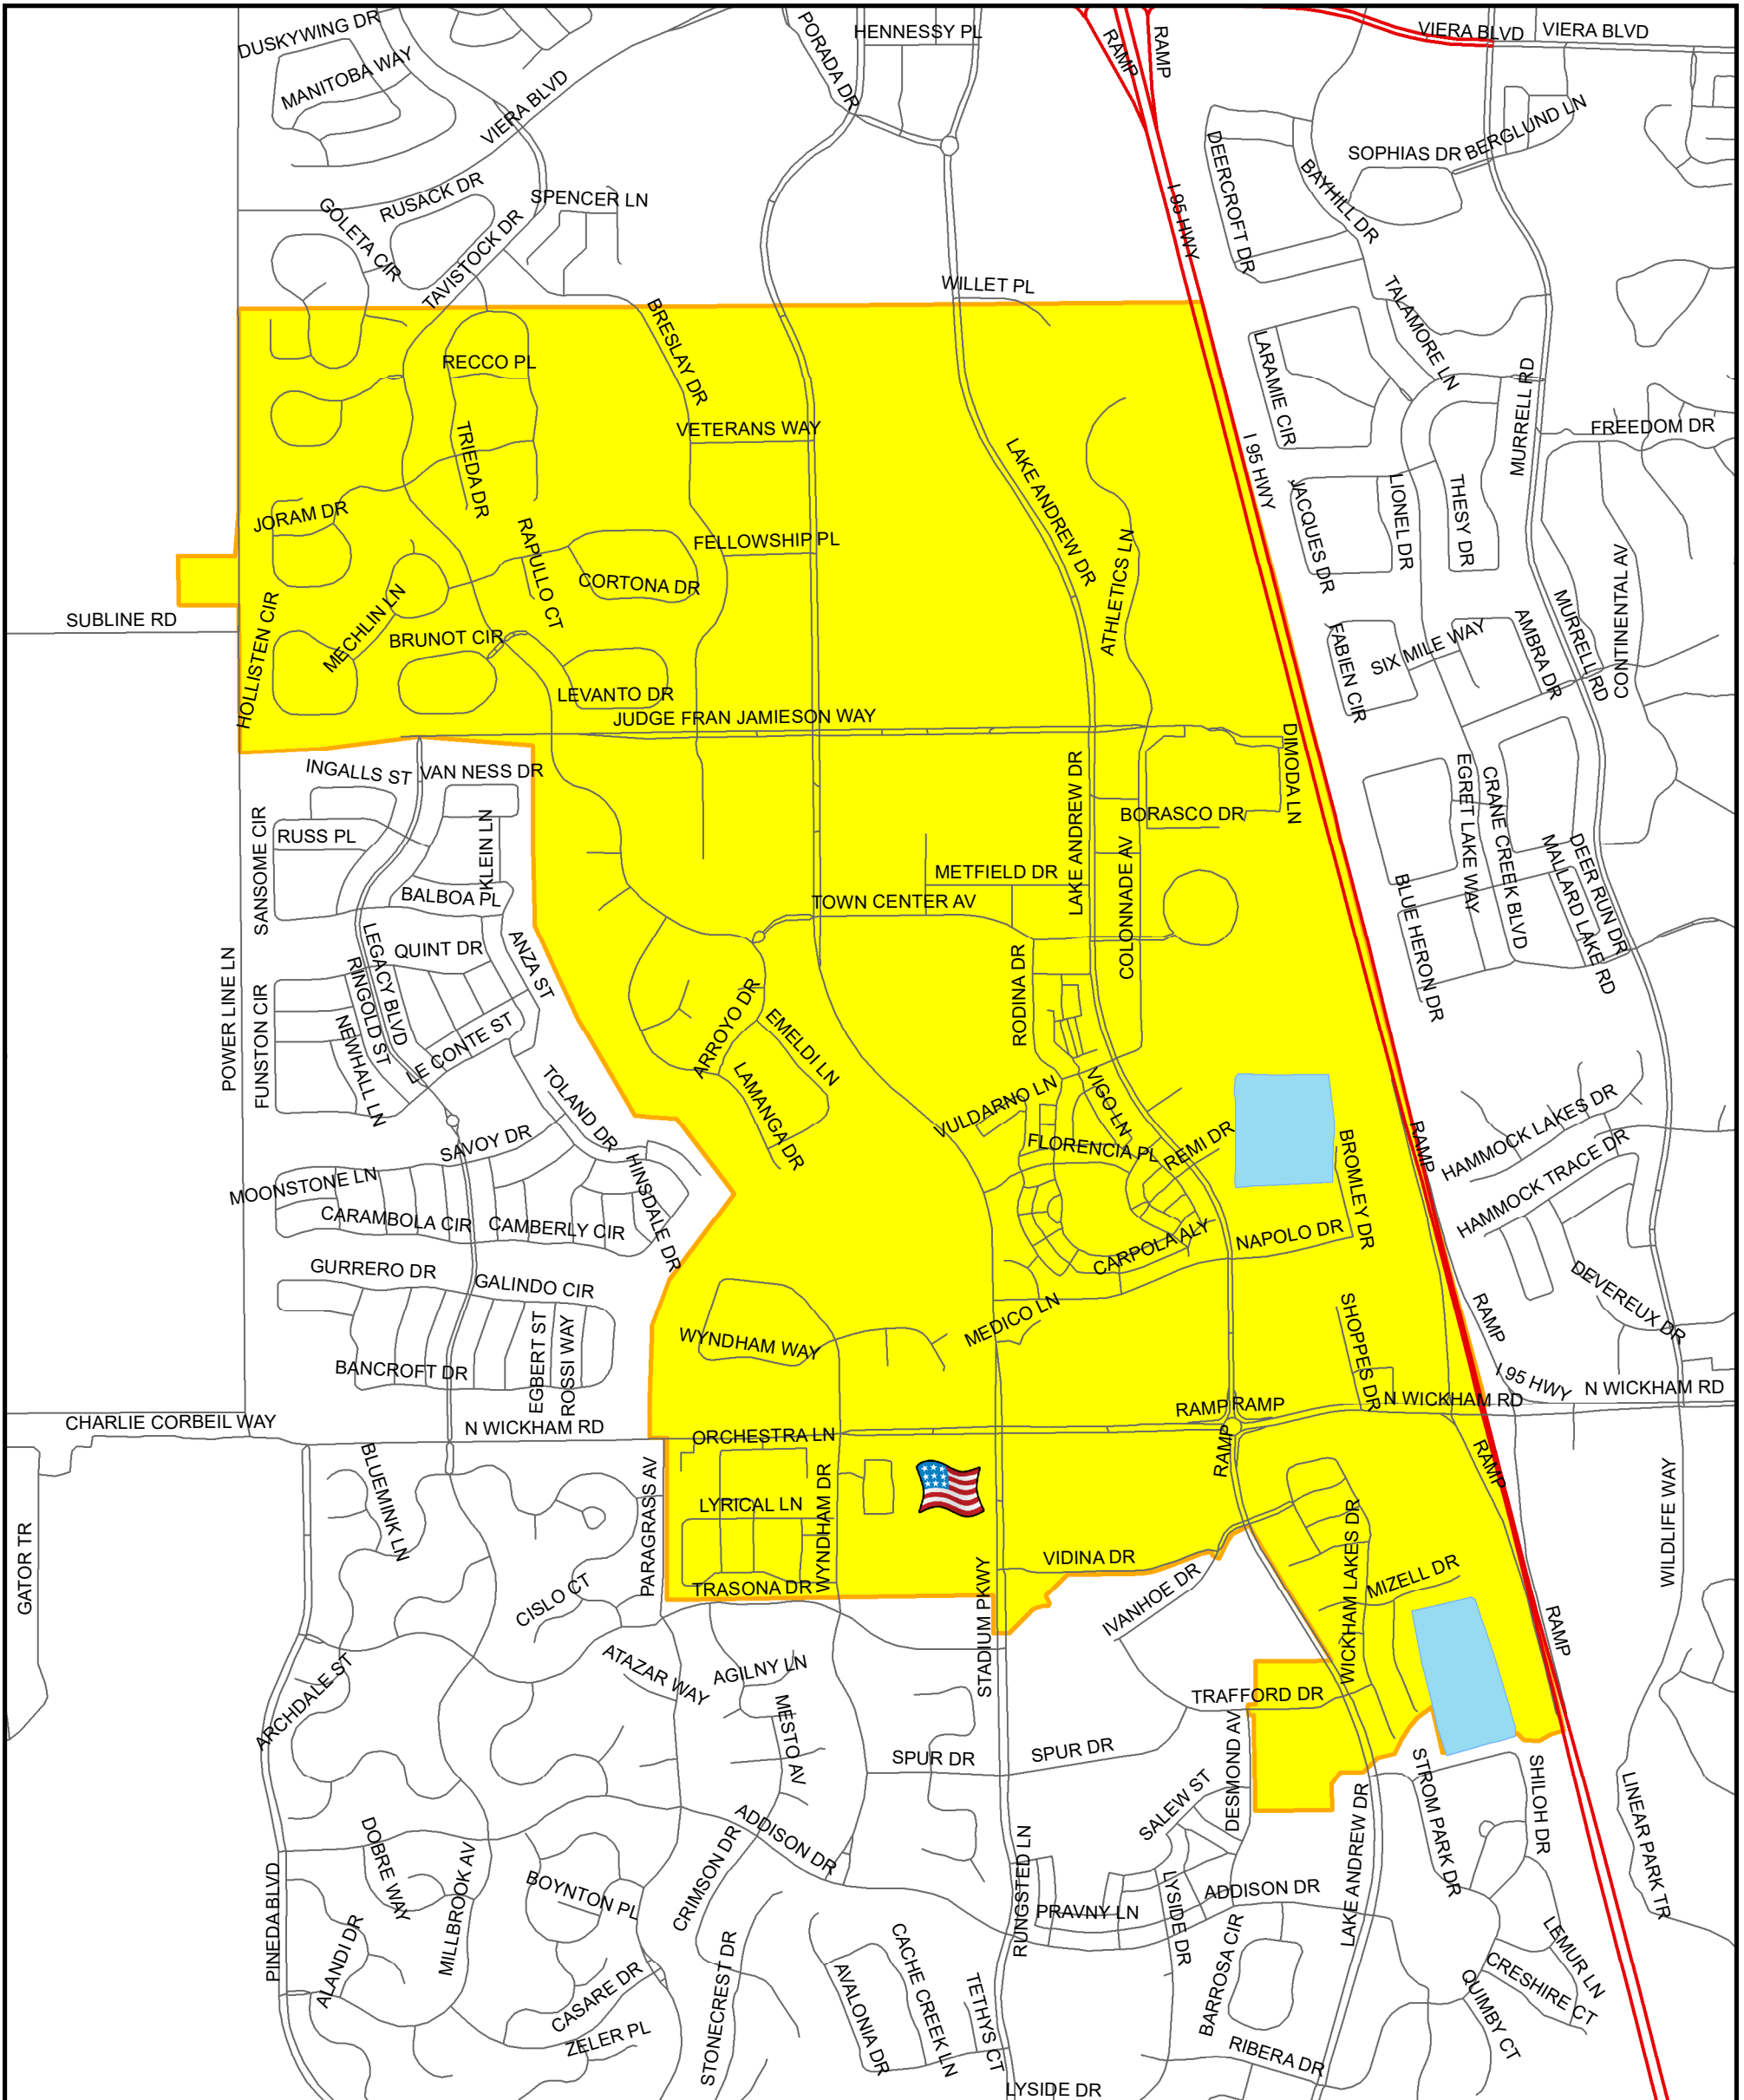 DUSKYWING DR
MANITOBA WAY
VIERA BLVD
PORADA DR
HENNESSY PL
RAMP
RAMP
VIERA BLVD
VIERA BLVD
BERGLUND LN
SOPHIAS DR
DEERCROFT DR
BAYHILL DR
I 95 HWY
RUSACK DR
GOLETA CIR
SPENCER LN
TAVISTOCK DR
WILLET PL
TALAMORE LN
BRESLAY DR
RECCO PL
LARAMIE CIR
MURRELL RD
FREEDOM DR
VETERANS WAY
TRIEDA DR
LAKE ANDREW DR
I 95 HWY
JACQUES DR
LIONEL DR
THESY DR
JORAM DR
RAPULLO CT
FELLOWSHIP PL
CORTONA DR
ATHLETICS LN
CONTINENTAL AV
SUBLINE RD
HOLLISTEN CIR
MECHLIN LN
BRUNOT CIR
FABIEN CIR
SIX MILE WAY
AMBRA DR
MURRELL RD
LEVANTO DR
JUDGE FRAN JAMIESON WAY
DIMODA LN
INGALLS ST
VAN NESS DR
LAKE ANDREW DR
EGRET LAKE WAY
CRANE CREEK BLVD
SANSOME CIR
RUSS PL
KLEIN LN
BORASCO DR
MALLARD LAKE RD
DEER RUN DR
BALBOA PL
METFIELD DR
TOWN CENTER AV
COLONNADE AV
BLUE HERON DR
LEGACY BLVD
QUINT DR
ANZA ST
RODINA DR
POWER LINE LN
FUNSTON CIR
RINGOLD ST
NEWHALL LN
LE CONTE ST
ARROYO DR
EMELDI LN
LAMANGA DR
TOLAND DR
VULDARNO LN
VIGO LN
HAMMOCK LAKES DR
RAMP
SAVOY DR
FLORENCIA PL
REMI DR
BROMLEY DR
HAMMOCK TRACE DR
MOONSTONE LN
HINSDALE DR
CARAMBOLA CIR
CAMBERLY CIR
CARPOLA ALY
NAPOLO DR
GURRERO DR
GALINDO CIR
DEVEREUX DR
EGBERT ST
ROSSI WAY
WYNDHAM WAY
MEDICO LN
SHOPPES DR
RAMP
BANCROFT DR
I 95 HWY
N WICKHAM RD
CHARLIE CORBEIL WAY
N WICKHAM RD
ORCHESTRA LN
RAMP
RAMP
N WICKHAM RD
RAMP
RAMP
BLUEMINK LN
PARAGRASS AV
LYRICAL LN
WYNDHAM DR
GATOR TR
WILDLIFE WAY
VIDINA DR
WICKHAM LAKES DR
MIZELL DR
CISLO CT
TRASONA DR
STADIUM PKWY
IVANHOE DR
RAMP
ARCHDALE ST
ATAZAR WAY
AGILNY LN
TRAFFORD DR
MESTO AV
SPUR DR
SPUR DR
DESMOND AV
SALEW ST
STROM PARK DR
SHILOH DR
LINEAR PARK TR
DOBRE WAY
MILLBROOK AV
ADDISON DR
CRIMSON DR
BOYNTON PL
RUNGSTED LN
PRAVNY LN
LYSIDE DR
ADDISON DR
LAKE ANDREW DR
PINEDA BLVD
ALANDI DR
CASARE DR
ZELER PL
STONECREST DR
AVALONIA DR
CACHE CREEK LN
TETHYS CT
BARROSA CIR
LEMUR LN
CRESHIRE CT
QUIMBY CT
RIBERA DR
LYSIDE DR